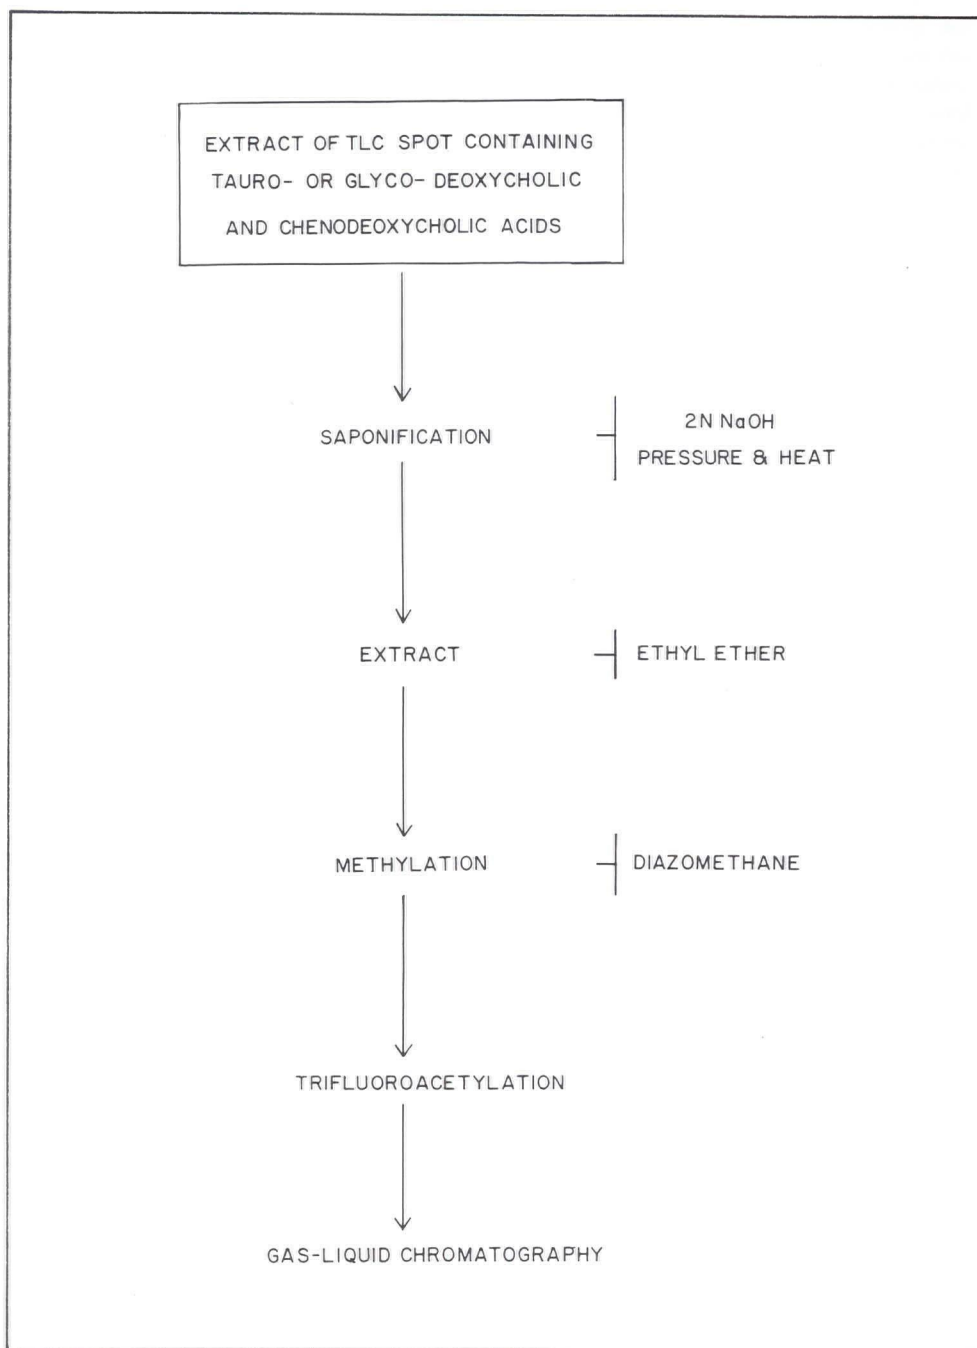 EXTRACT OF TLC SPOT CONTAINING
TAURO- OR GLYCO- DEOXYCHOLIC
AND CHENODEOXYCHOLIC ACIDS
SAPONIFICATION
2N NaOH
PRESSURE & HEAT
EXTRACT
ETHYL ETHER
METHYLATION
DIAZOMETHANE
TRIFLUOROACETYLATION
GAS-LIQUID CHROMATOGRAPHY